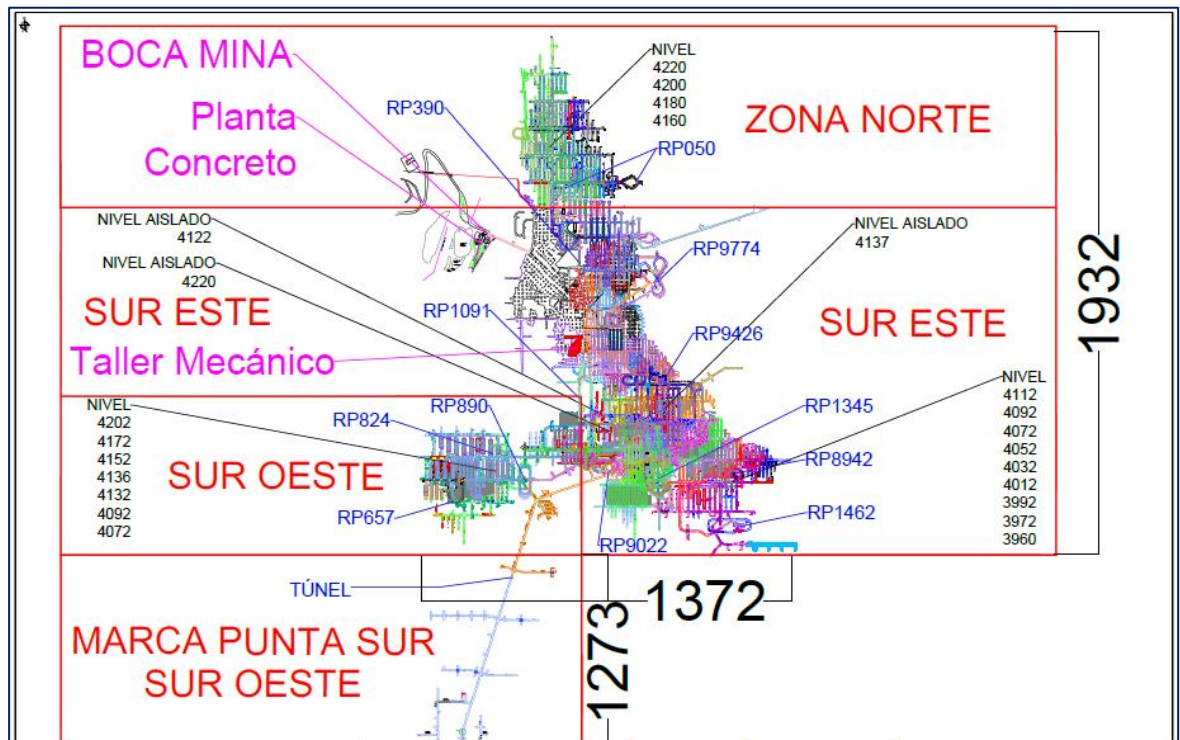 BOCA MINA
Planta
Concreto
RP390
NIVEL
4220
4200
4180
4160
ZONA NORTE
RP050
NIVEL AISLADO
4122
NIVEL AISLADO
4220
NIVEL AISLADO
4137
RP9774
SUR ESTE
RP1091
SUR ESTE
RP9426
Taller Mecánico
1932
NIVEL
4202
4172
4152
4136
4132
4092
4072
RP890
RP824
SUR OESTE
RP657
RP1345
RP8942
RP1462
RP9022
NIVEL
4112
4092
4072
4052
4032
4012
3992
3972
3960
TÚNEL
1372
1273
MARCA PUNTA SUR
SUR OESTE